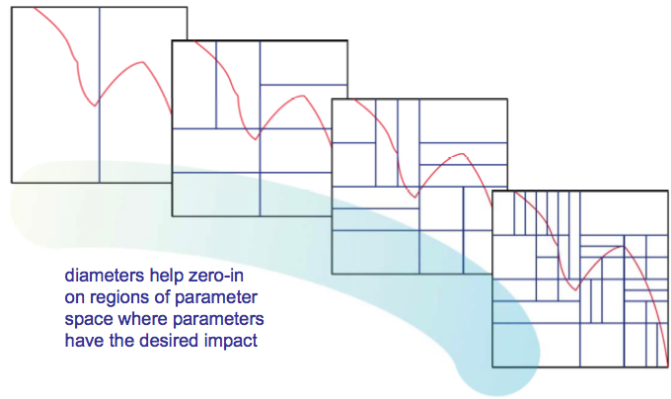 diameters help zero-in
on regions of parameter
space where parameters
have the desired impact